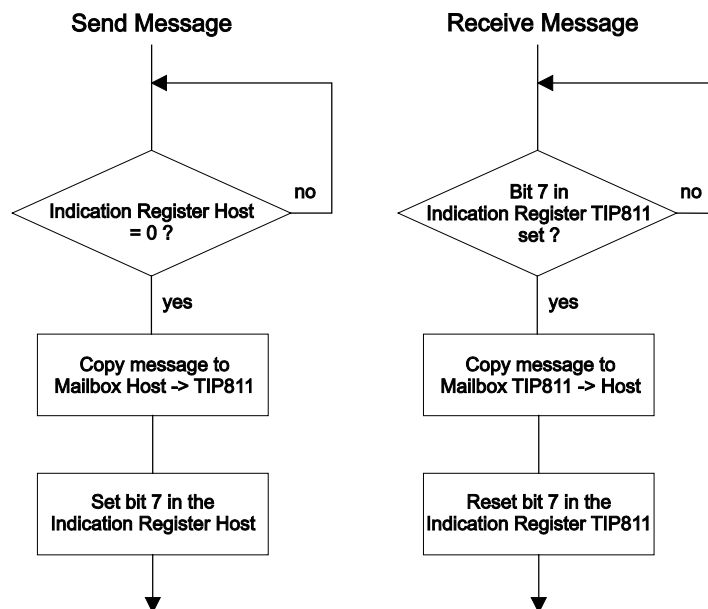 Send Message
Indication Register Host
= 0 ?
no
yes
Copy message to
Mailbox Host -> TIP811
Set bit 7 in the
Indication Register Host
Receive Message
Bit 7 in
Indication Register TIP811
set ?
no
yes
Copy message to
Mailbox TIP811 -> Host
Reset bit 7 in the
Indication Register TIP811